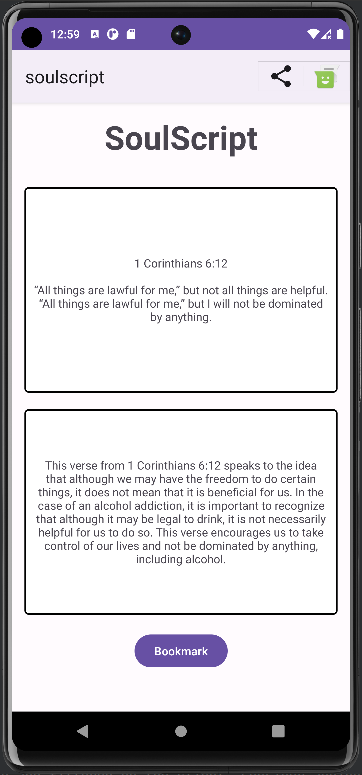 12:59
soulscript
SoulScript
1 Corinthians 6:12
“All things are lawful for me,” but not all things are helpful.
“All things are lawful for me,” but I will not be dominated
by anything.
This verse from 1 Corinthians 6:12 speaks to the idea
that although we may have the freedom to do certain
things, it does not mean that it is beneficial for us. In the
case of an alcohol addiction, it is important to recognize
that although it may be legal to drink, it is not necessarily
helpful for us to do so. This verse encourages us to take
control of our lives and not be dominated by anything,
including alcohol.
Bookmark